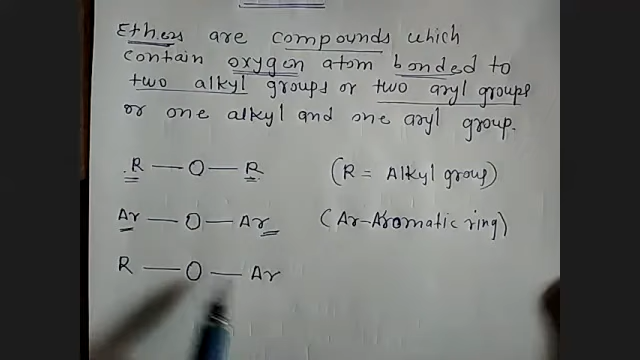 Ethers are compounds which
contain oxygen atom bonded to
two alkyl groups or two aryl groups
or one alkyl and one aryl group.
R — O — R (R = Alkyl group)
Ar — O — Ar (Ar-Aromatic ring)
R — O — Ar